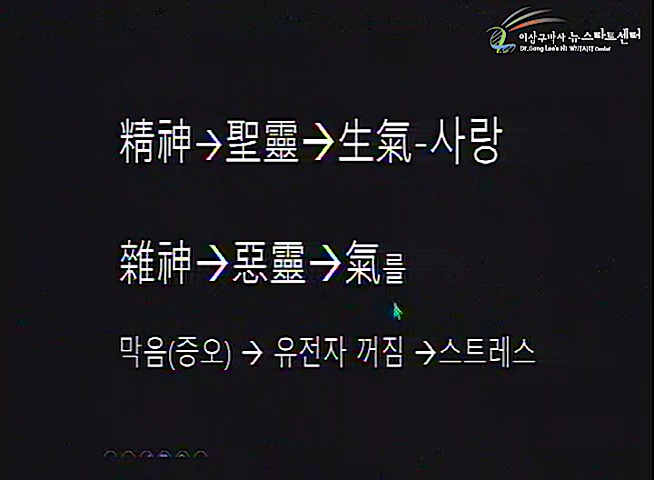 이상구박사 뉴스타트센터
精神→聖靈→生氣-사랑
雜神→惡靈→氣를
막음(증오) → 유전자 꺼짐 →스트레스